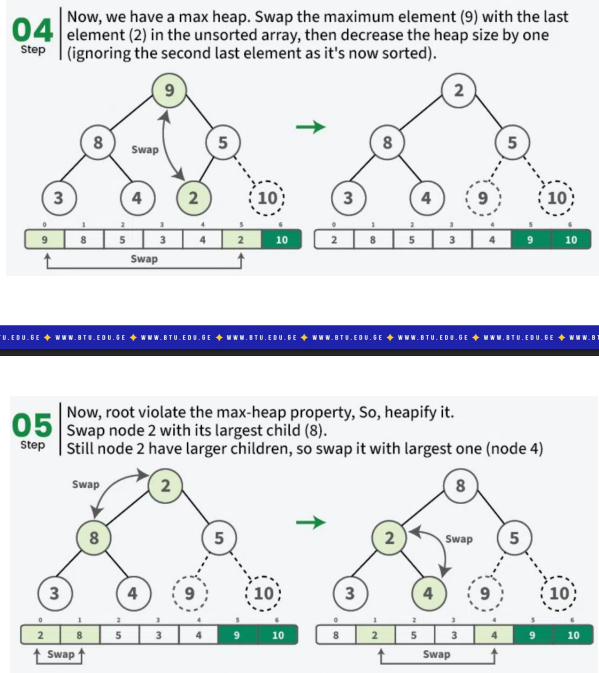 04
Step
Now, we have a max heap. Swap the maximum element (9) with the last
element (2) in the unsorted array, then decrease the heap size by one
(ignoring the second last element as it's now sorted).
9
8 Swap 5
3 4 2 10
2
8 5
3 4 9 10
0 1 2 3 4 5 6
9 8 5 3 4 2 10
Swap
0 1 2 3 4 5 6
2 8 5 3 4 9 10
TU.EDU.GE WWW.BTU.EDU.GE WWW.BTU.EDU.GE WWW.BTU.EDU.GE WWW.BTU.EDU.GE WWW.BTU.EDU.GE WWW.BTU.EDU.GE WWW.B
05
Step
Now, root violate the max-heap property, So, heapify it.
Swap node 2 with its largest child (8).
Still node 2 have larger children, so swap it with largest one (node 4)
Swap 2
8 5
3 4 9 10
8
2 Swap 5
3 4 9 10
0 1 2 3 4 5 6
2 8 5 3 4 9 10
Swap
0 1 2 3 4 5 6
8 2 5 3 4 9 10
Swap